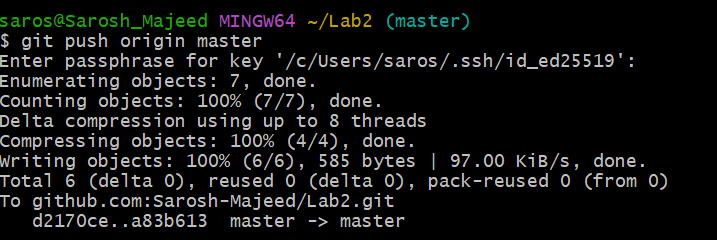 saros@Sarosh_Majeed MINGW64 ~/Lab2 (master)
$ git push origin master
Enter passphrase for key '/c/Users/saros/.ssh/id_ed25519':
Enumerating objects: 7, done.
Counting objects: 100% (7/7), done.
Delta compression using up to 8 threads
Compressing objects: 100% (4/4), done.
Writing objects: 100% (6/6), 585 bytes | 97.00 KiB/s, done.
Total 6 (delta 0), reused 0 (delta 0), pack-reused 0 (from 0)
To github.com:Sarosh-Majeed/Lab2.git
   d2170ce..a83b613  master -> master